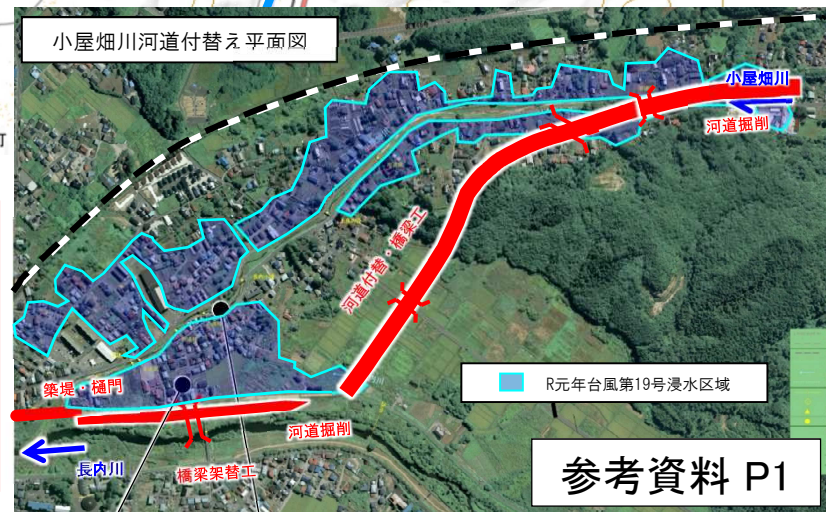 小屋畑川河道付替え平面図
小屋畑川
河道掘削
河道付替・橋梁工
R元年台風第19号浸水区域
築堤・樋門
河道掘削
長内川
橋梁架替工
参考資料 P1
町